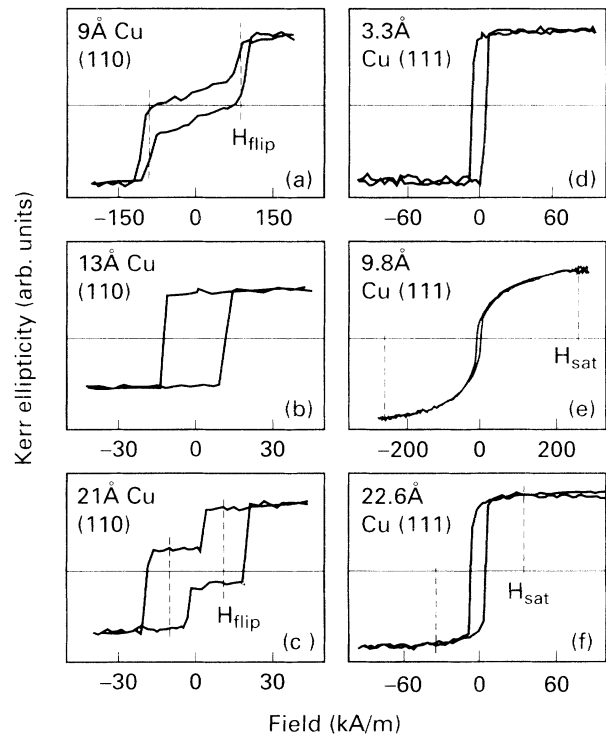 Kerr ellipticity (arb. units)
9Å Cu
(110)
H_flip
(a)
−150 0 150
13Å Cu
(110)
(b)
−30 0 30
21Å Cu
(110)
H_flip
(c )
−30 0 30
3.3Å
Cu (111)
(d)
−60 0 60
9.8Å
Cu (111)
H_sat
(e)
−200 0 200
22.6Å
Cu (111)
H_sat
(f)
−60 0 60
Field (kA/m)